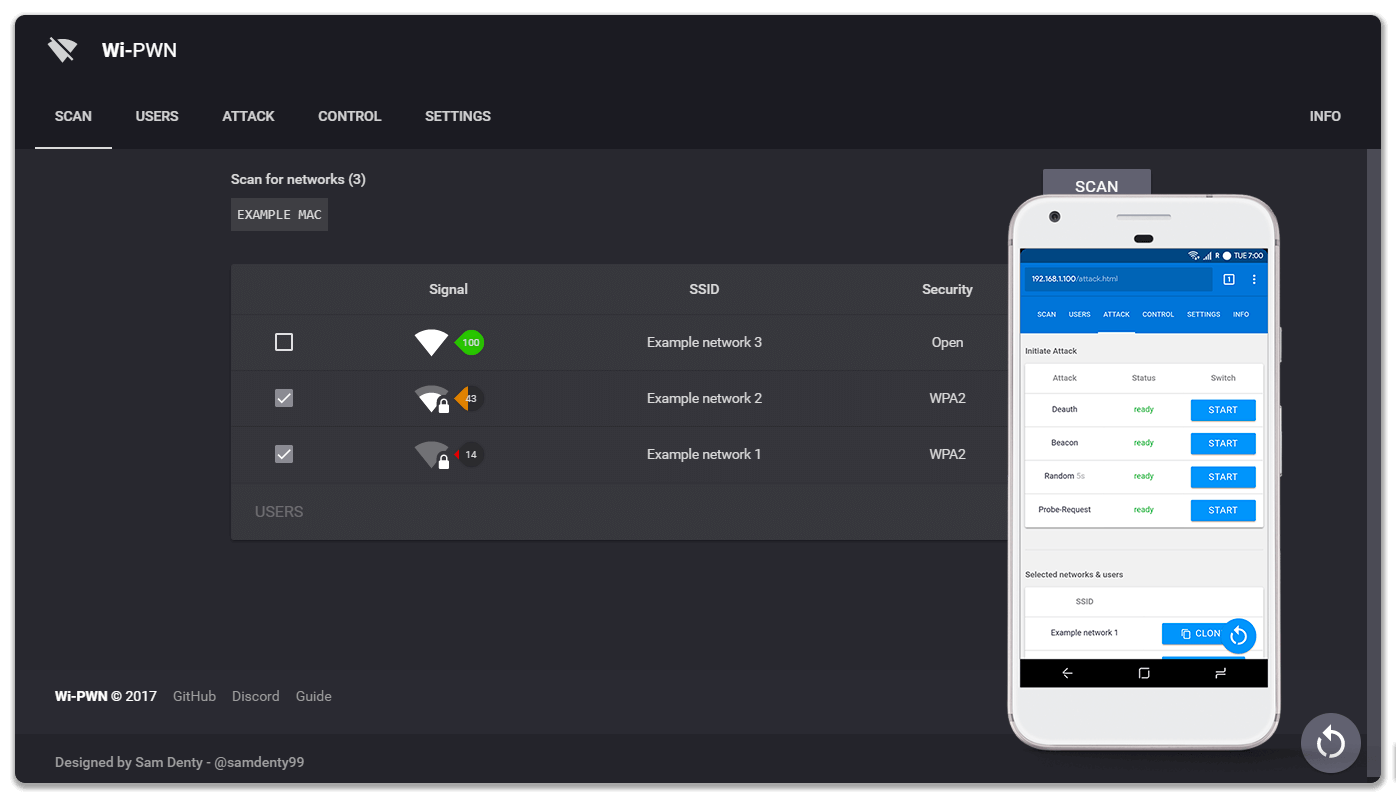 Wi-PWN
SCAN USERS ATTACK CONTROL SETTINGS INFO
Scan for networks (3)
SCAN
EXAMPLE MAC
Signal SSID Security
100 Example network 3 Open
43 Example network 2 WPA2
14 Example network 1 WPA2
USERS
Wi-PWN © 2017 GitHub Discord Guide
Designed by Sam Denty - @samdenty99
R TUE 7:00
192.168.1.100/attack.html 1
SCAN USERS ATTACK CONTROL SETTINGS INFO
Initiate Attack
Attack Status Switch
Deauth ready START
Beacon ready START
Random 5s ready START
Probe-Request ready START
Selected networks & users
SSID
Example network 1 CLON